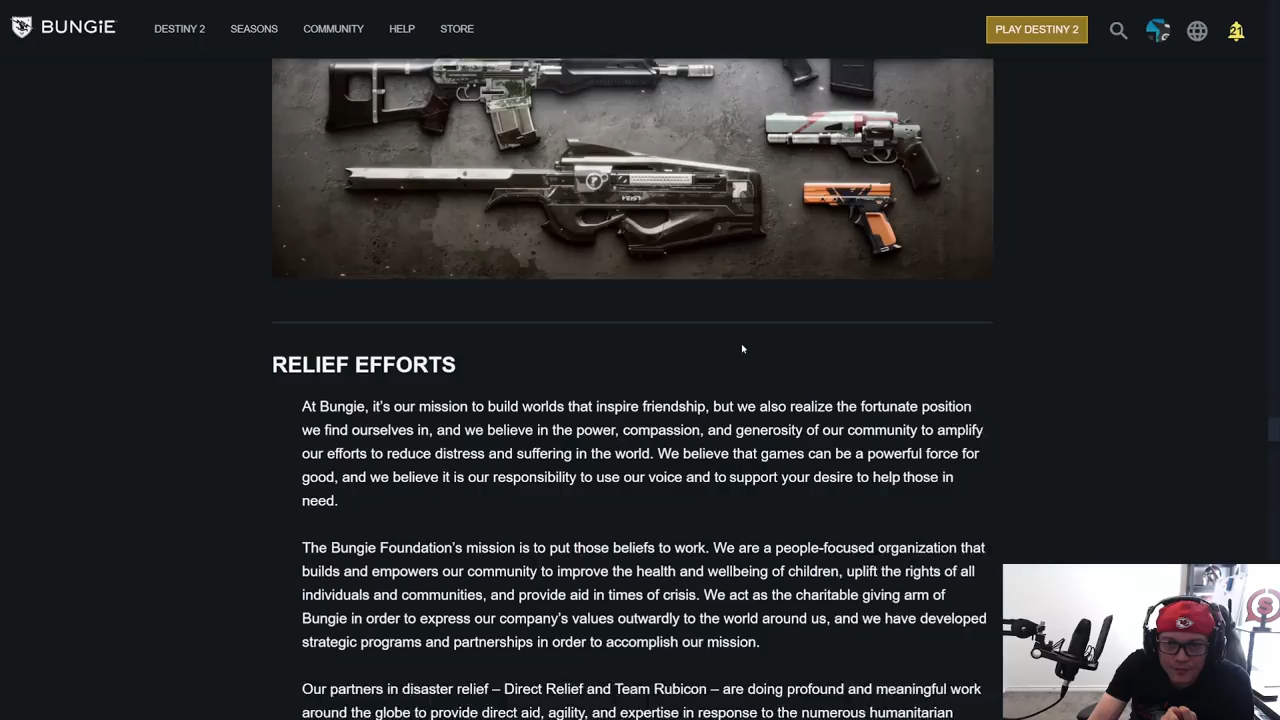 BUNGiE
DESTINY 2
SEASONS
COMMUNITY
HELP
STORE
PLAY DESTINY 2
21
VEIST
RELIEF EFFORTS
At Bungie, it's our mission to build worlds that inspire friendship, but we also realize the fortunate position
we find ourselves in, and we believe in the power, compassion, and generosity of our community to amplify
our efforts to reduce distress and suffering in the world. We believe that games can be a powerful force for
good, and we believe it is our responsibility to use our voice and to support your desire to help those in
need.
The Bungie Foundation's mission is to put those beliefs to work. We are a people-focused organization that
builds and empowers our community to improve the health and wellbeing of children, uplift the rights of all
individuals and communities, and provide aid in times of crisis. We act as the charitable giving arm of
Bungie in order to express our company's values outwardly to the world around us, and we have developed
strategic programs and partnerships in order to accomplish our mission.
Our partners in disaster relief – Direct Relief and Team Rubicon – are doing profound and meaningful work
around the globe to provide direct aid, agility, and expertise in response to the numerous humanitarian